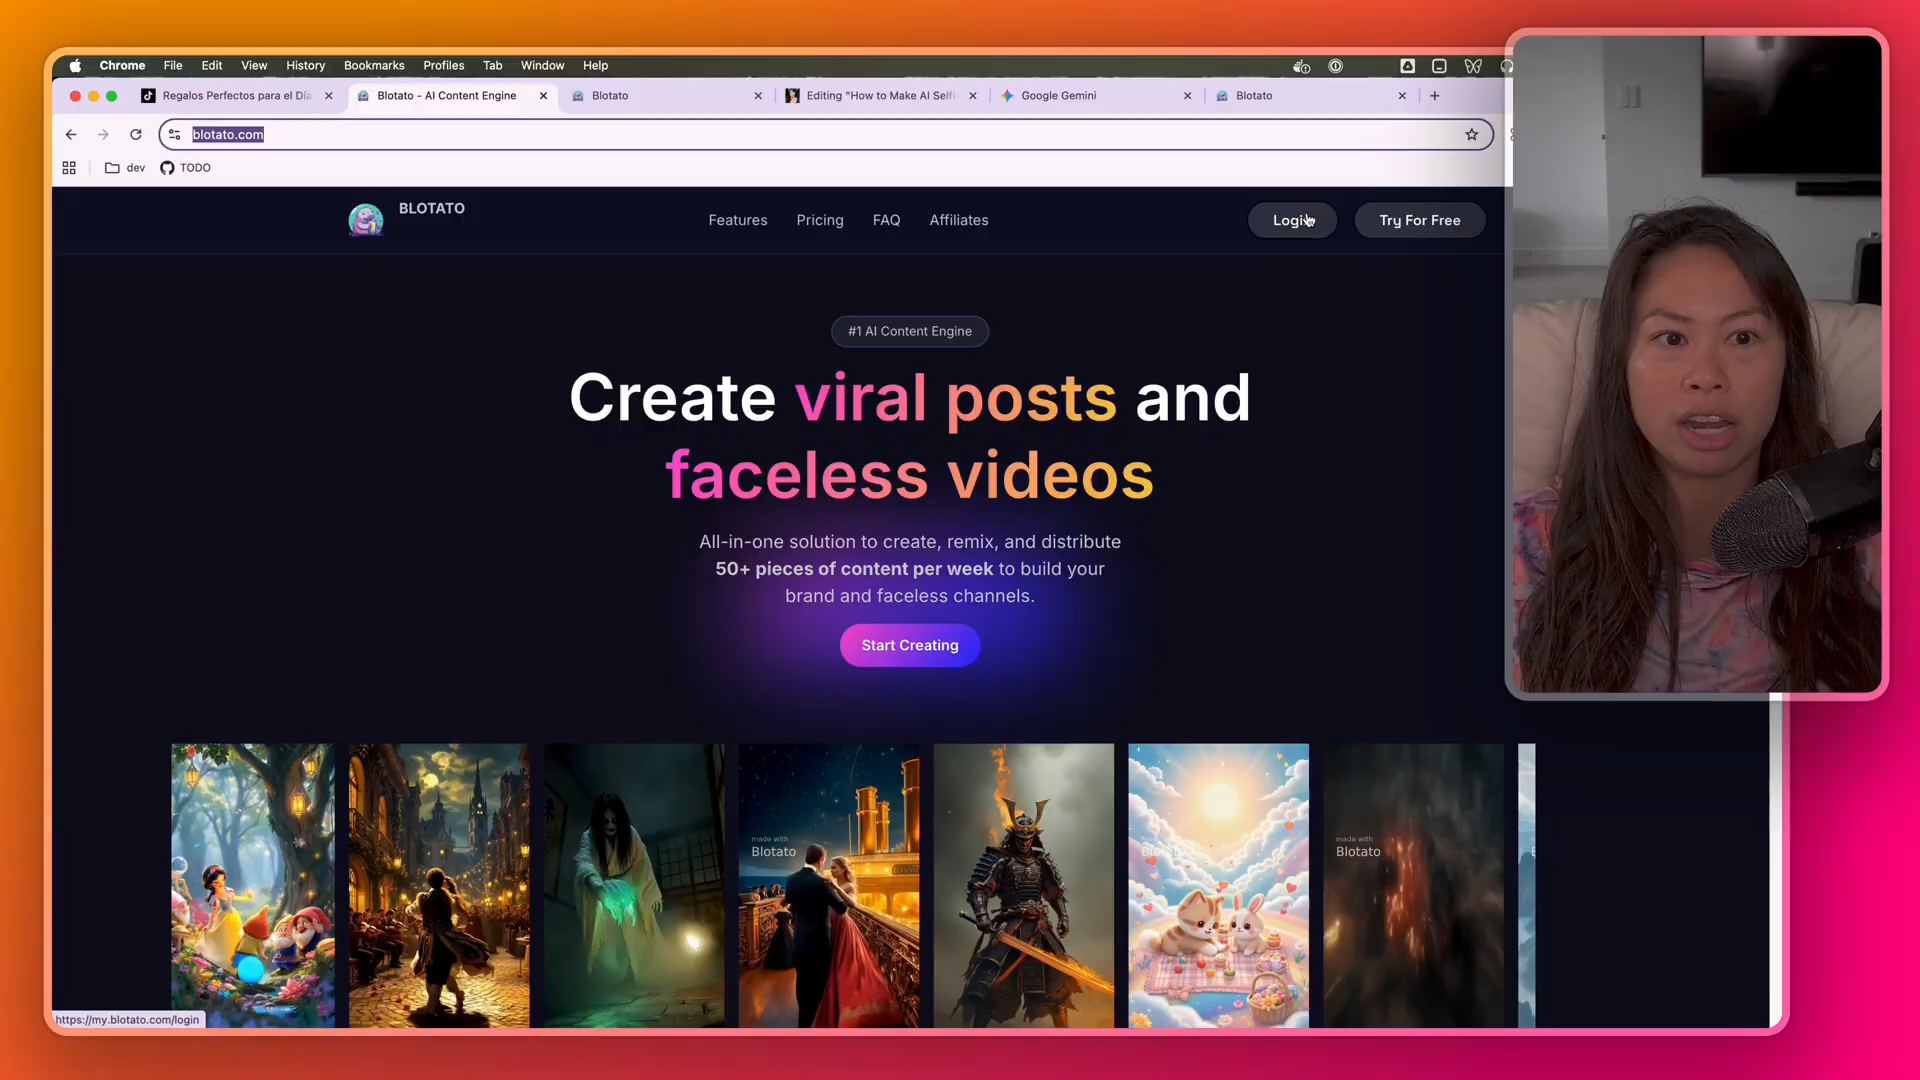 Chrome File Edit View History Bookmarks Profiles Tab Window Help
Regalos Perfectos para el Día
Blotato - AI Content Engine
Blotato
Editing "How to Make AI Selfi
Google Gemini
Blotato
blotato.com
dev
TODO
BLOTATO
Features
Pricing
FAQ
Affiliates
Login
Try For Free
#1 AI Content Engine
Create viral posts and
faceless videos
All-in-one solution to create, remix, and distribute
50+ pieces of content per week to build your
brand and faceless channels.
Start Creating
made with
Blotato
made with
Blotato
https://my.blotato.com/login